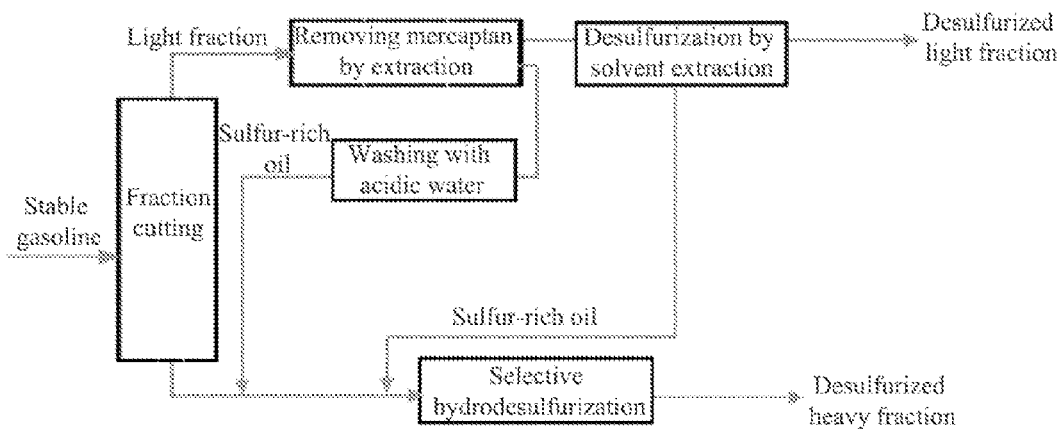 Light fraction
Removing mercaptan
by extraction
Desulfurization by
solvent extraction
Desulfurized
light fraction
Sulfur-rich
oil
Washing with
acidic water
Stable
gasoline
Fraction
cutting
Sulfur-rich oil
Selective
hydrodesulfurization
Desulfurized
heavy fraction